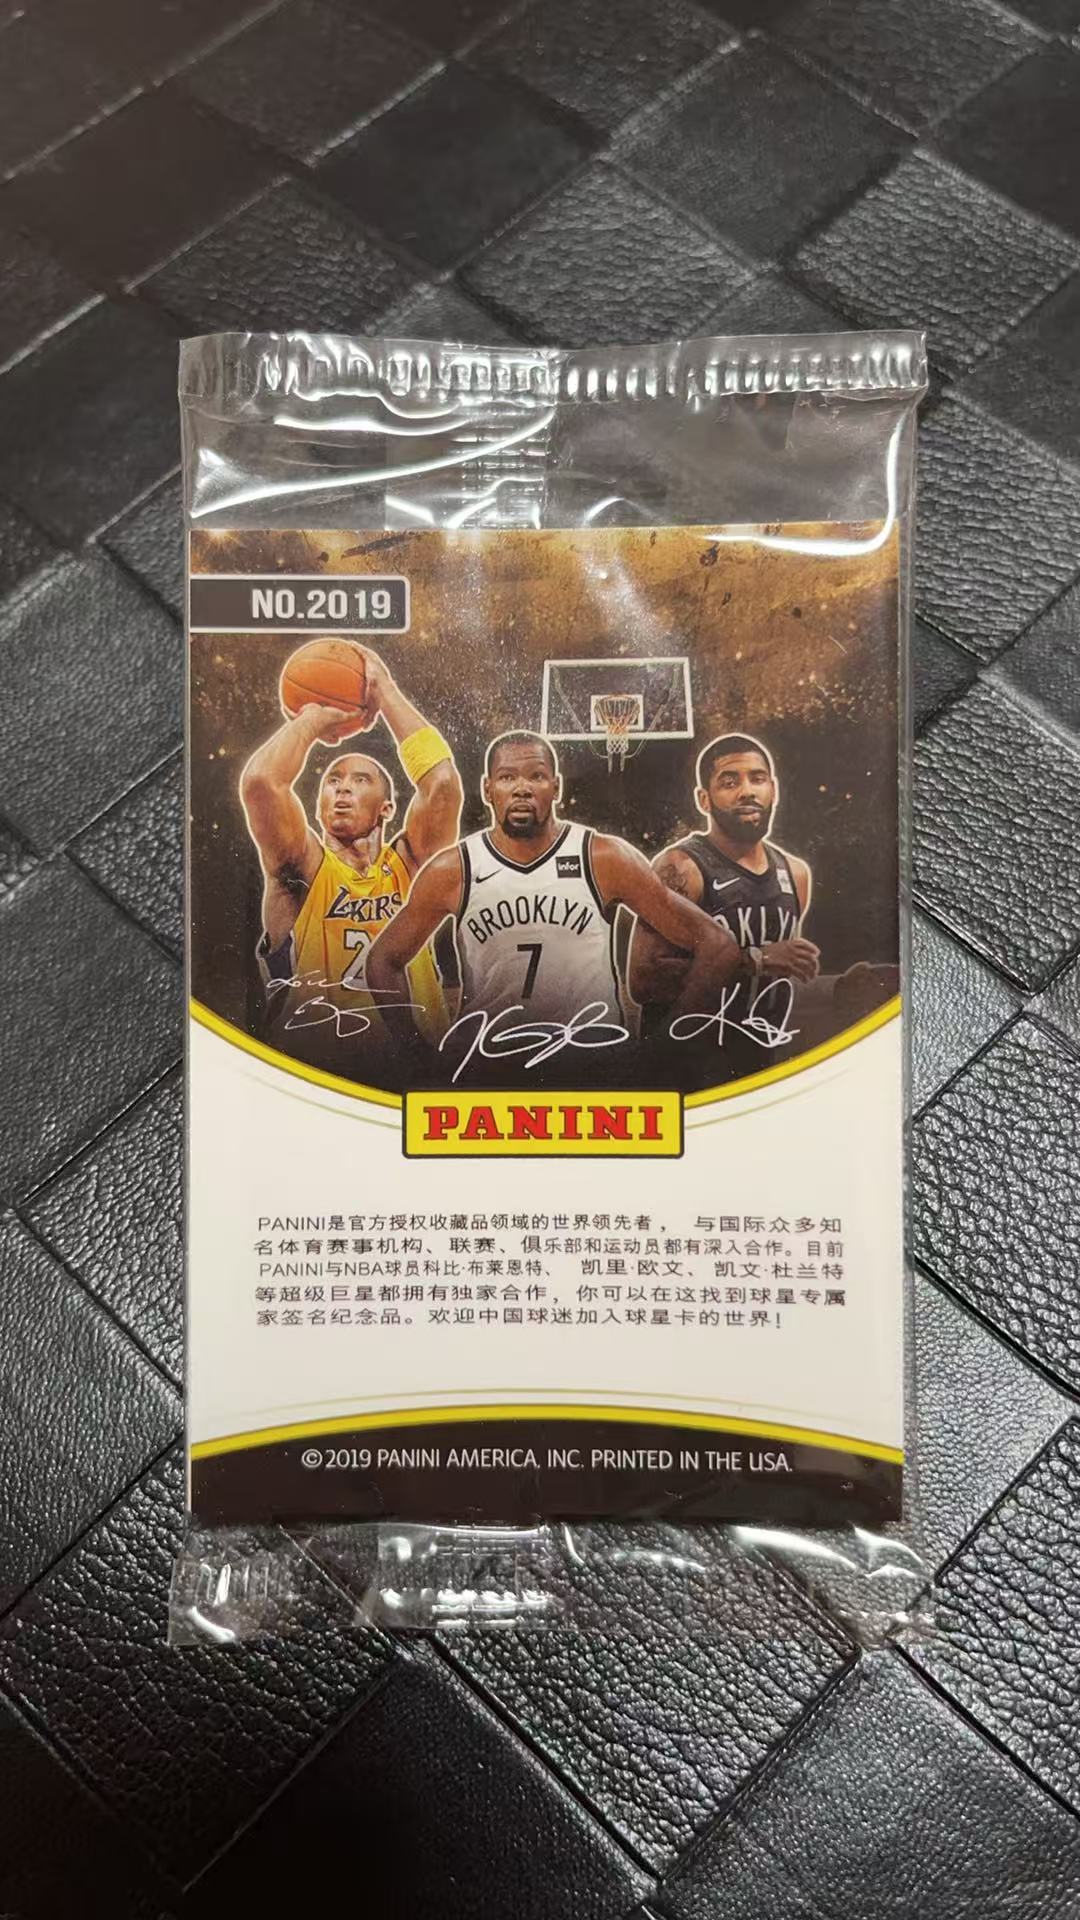 NO.2019
LAKERS
2
infor
BROOKLYN
7
OKLYN
PANINI
PANINI是官方授权收藏品领域的世界领先者，与国际众多知
名体育赛事机构、联赛、俱乐部和运动员都有深入合作。目前
PANINI与NBA球员科比·布莱恩特、 凯里·欧文、凯文·杜兰特
等超级巨星都拥有独家合作，你可以在这找到球星专属
家签名纪念品。欢迎中国球迷加入球星卡的世界！
©2019 PANINI AMERICA, INC. PRINTED IN THE USA.